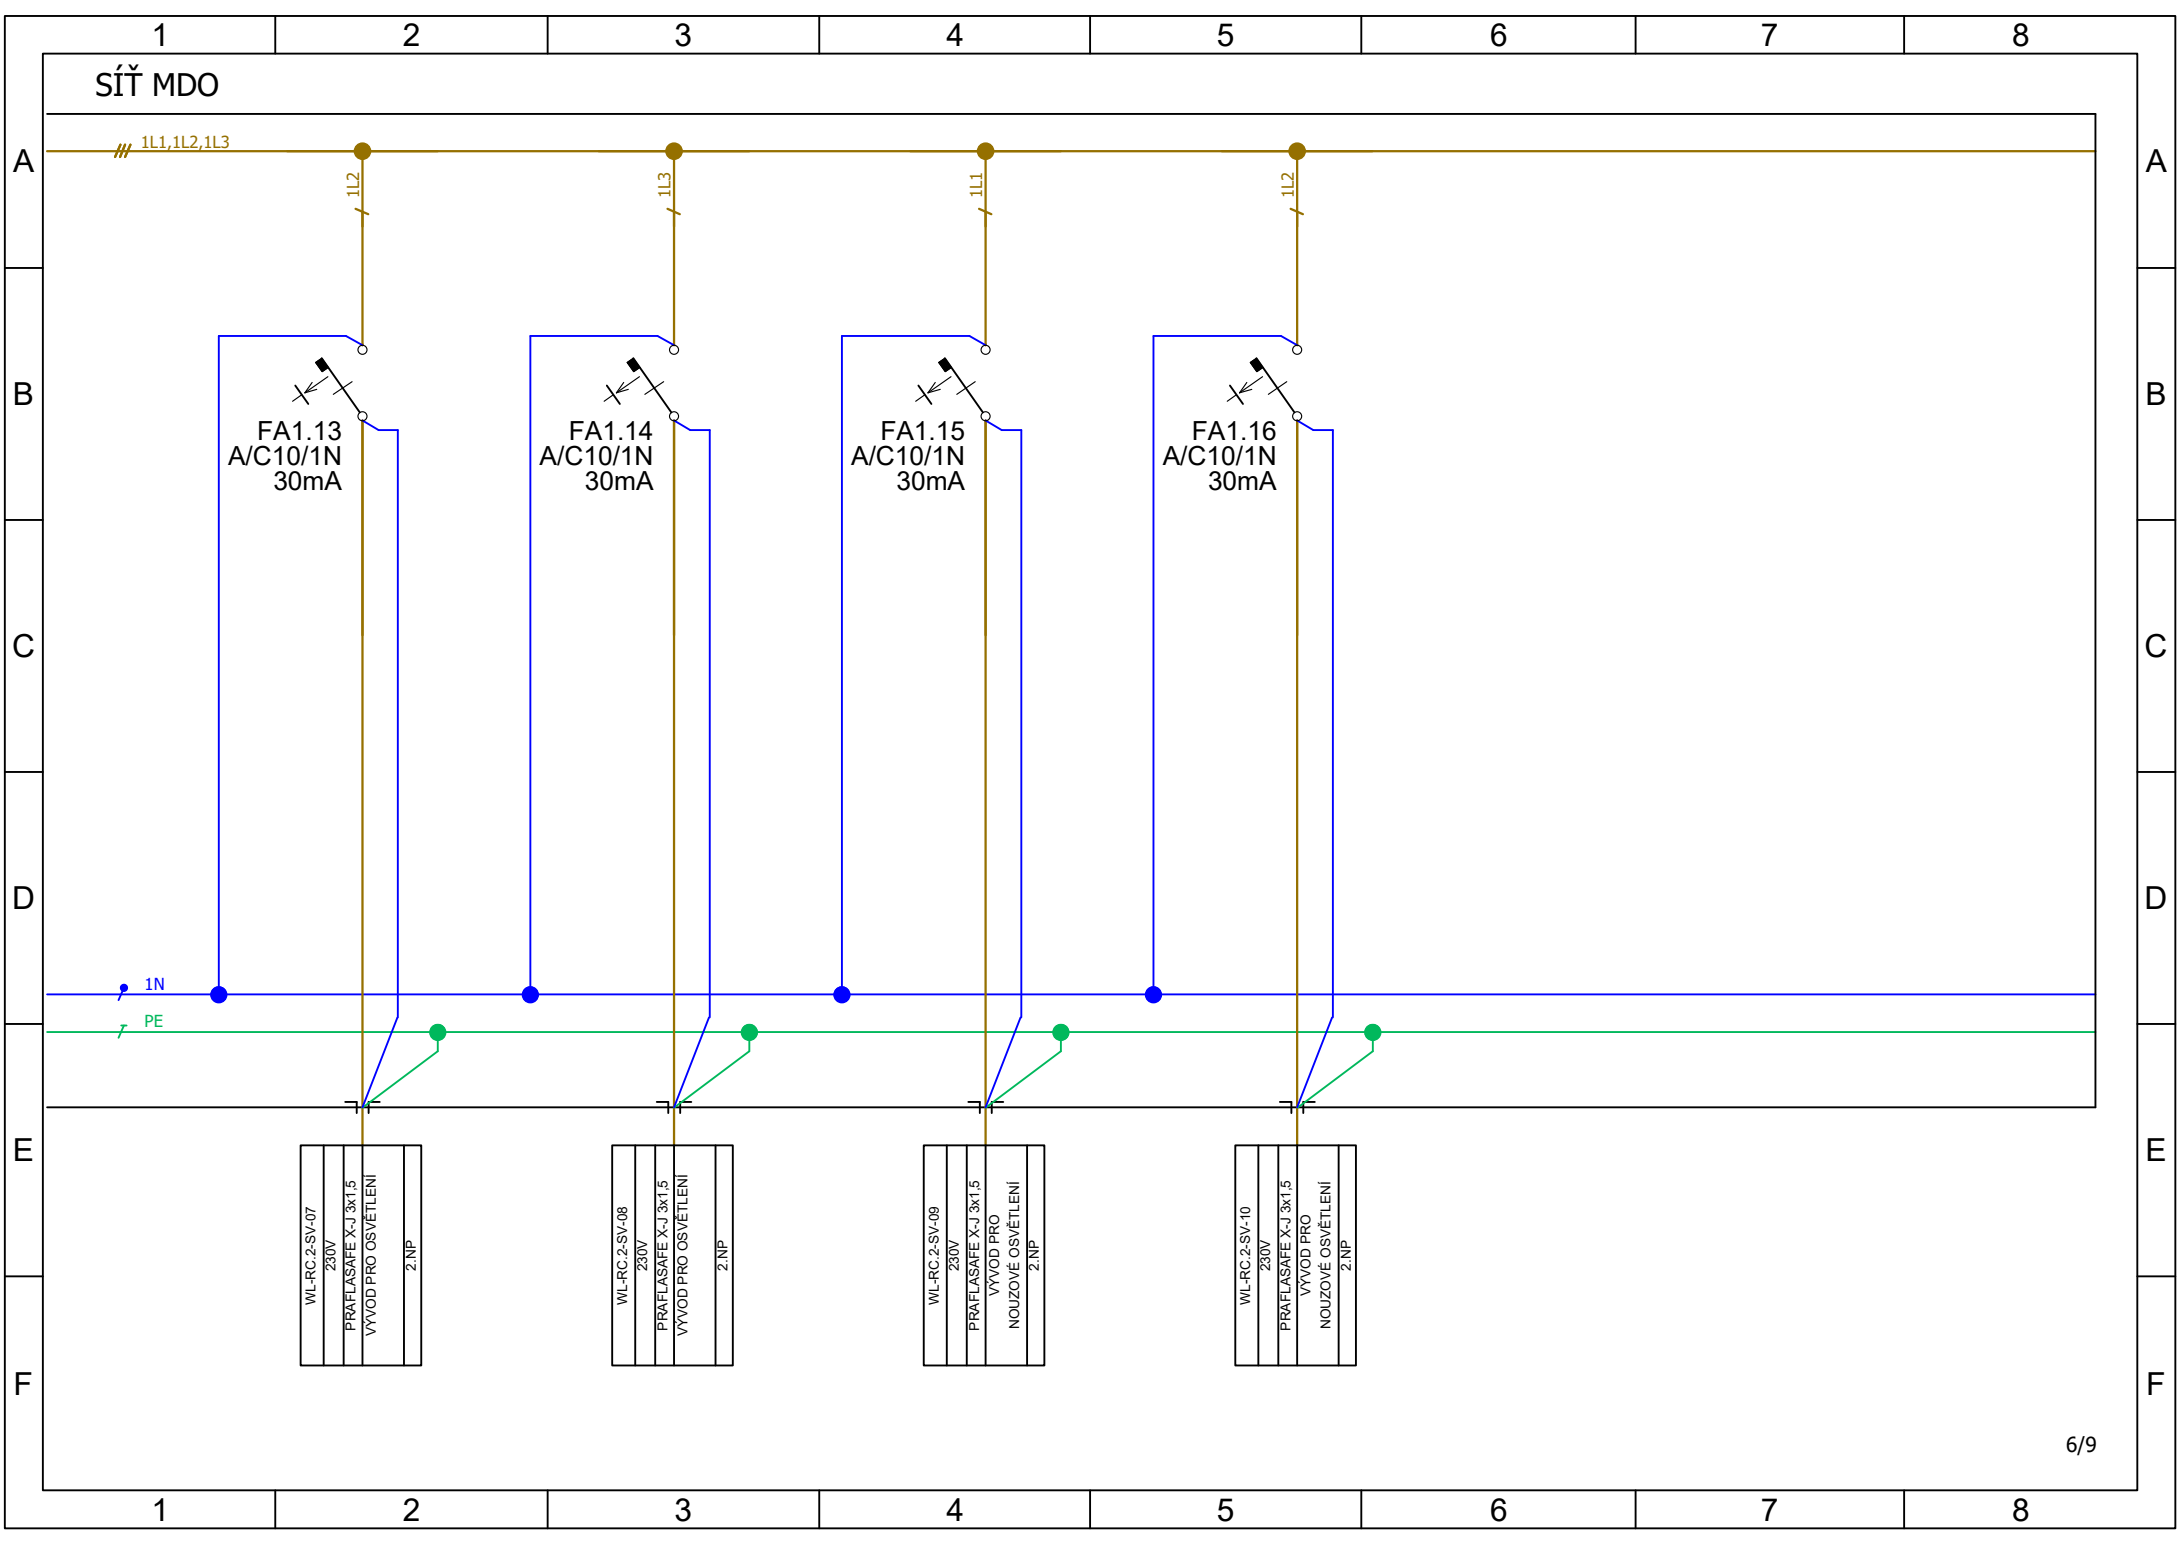 1 2 3 4 5 6 7 8
SÍŤ MDO
A A
1L1,1L2,1L3
1L2 1L3 1L1 1L2
B B
FA1.13
A/C10/1N
30mA
FA1.14
A/C10/1N
30mA
FA1.15
A/C10/1N
30mA
FA1.16
A/C10/1N
30mA
C C
D D
1N
PE
E E
WL-RC.2-SV-07
230V
PRAFLASAFE X-J 3x1,5
VÝVOD PRO OSVĚTLENÍ
2.NP
WL-RC.2-SV-08
230V
PRAFLASAFE X-J 3x1,5
VÝVOD PRO OSVĚTLENÍ
2.NP
WL-RC.2-SV-09
230V
PRAFLASAFE X-J 3x1,5
VÝVOD PRO
NOUZOVÉ OSVĚTLENÍ
2.NP
WL-RC.2-SV-10
230V
PRAFLASAFE X-J 3x1,5
VÝVOD PRO
NOUZOVÉ OSVĚTLENÍ
2.NP
F F
6/9
1 2 3 4 5 6 7 8